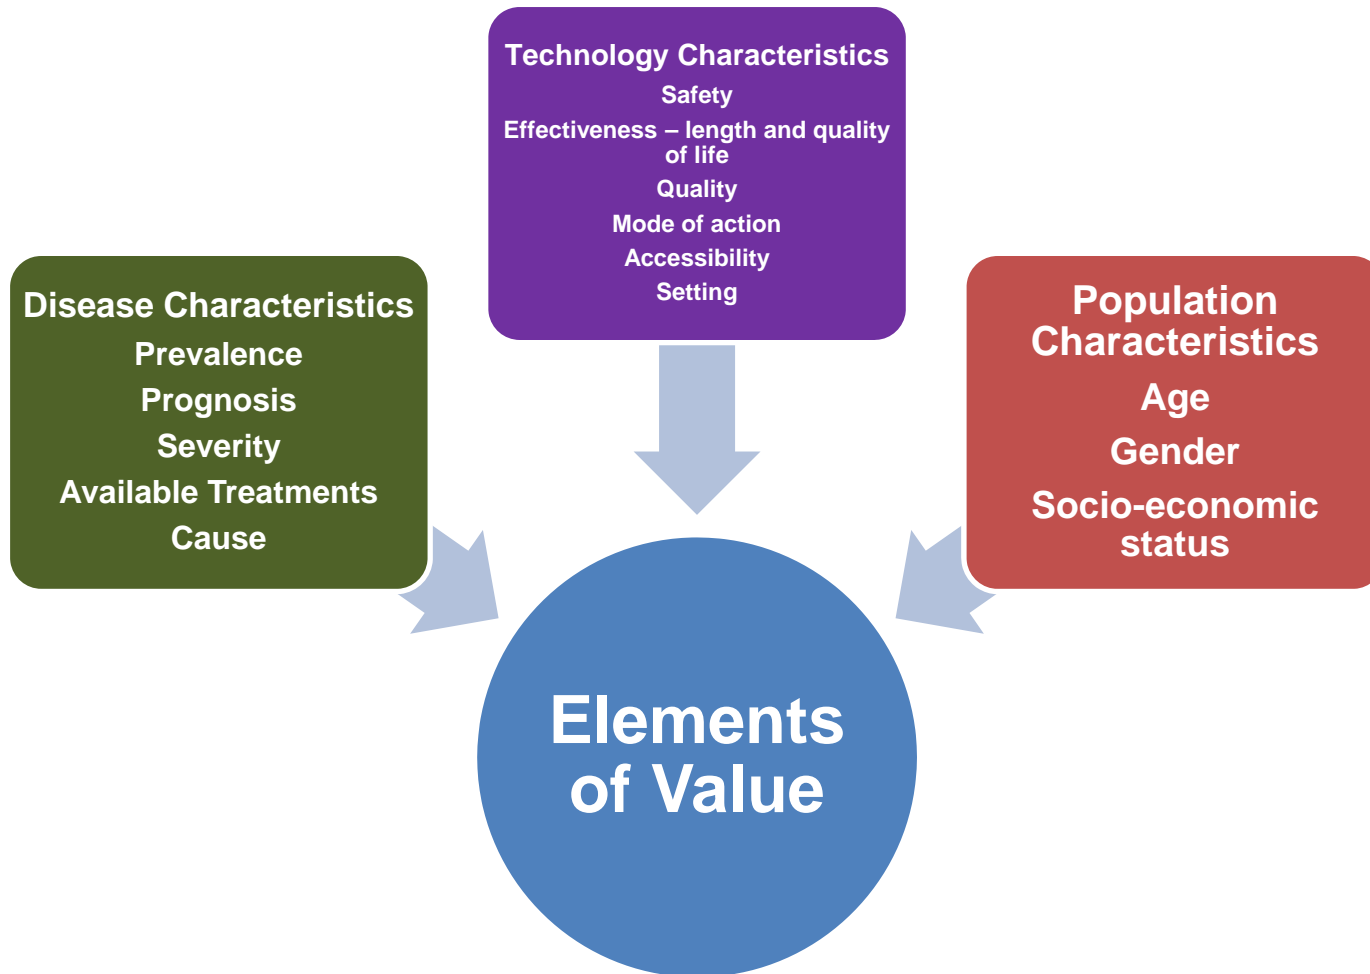 Technology Characteristics
Safety
Effectiveness – length and quality
of life
Quality
Mode of action
Accessibility
Setting
Disease Characteristics
Prevalence
Prognosis
Severity
Available Treatments
Cause
Population
Characteristics
Age
Gender
Socio-economic
status
Elements
of Value